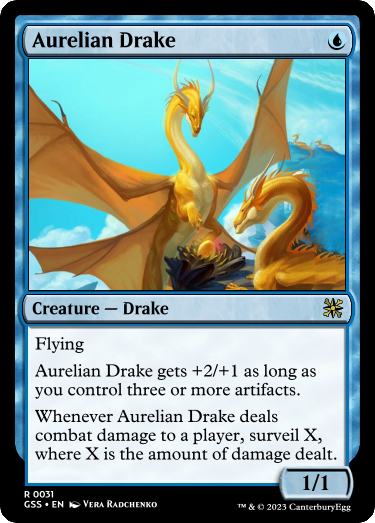 Aurelian Drake
Creature — Drake
Flying
Aurelian Drake gets +2/+1 as long as
you control three or more artifacts.
Whenever Aurelian Drake deals
combat damage to a player, surveil X,
where X is the amount of damage dealt.
1/1
R 0031
GSS • EN Vera Radchenko
™ & © 2023 CanterburyEgg